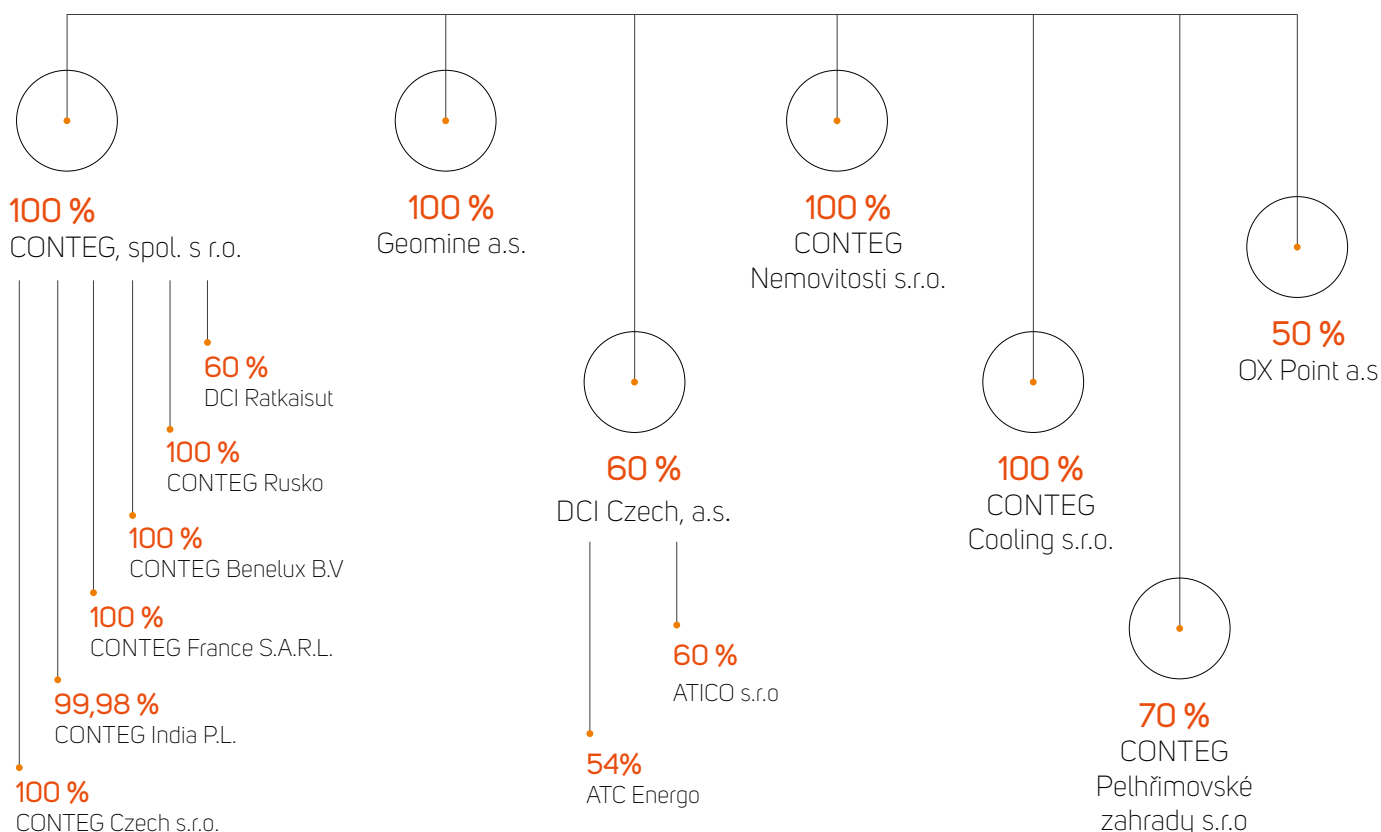 100 %
CONTEG, spol. s r.o.
60 %
DCI Ratkaisut
100 %
CONTEG Rusko
100 %
CONTEG Benelux B.V
100 %
CONTEG France S.A.R.L.
99,98 %
CONTEG India P.L.
100 %
CONTEG Czech s.r.o.
100 %
Geomine a.s.
60 %
DCI Czech, a.s.
60 %
ATICO s.r.o
54%
ATC Energo
100 %
CONTEG
Nemovitosti s.r.o.
100 %
CONTEG
Cooling s.r.o.
70 %
CONTEG
Pelhřimovské
zahrady s.r.o
50 %
OX Point a.s